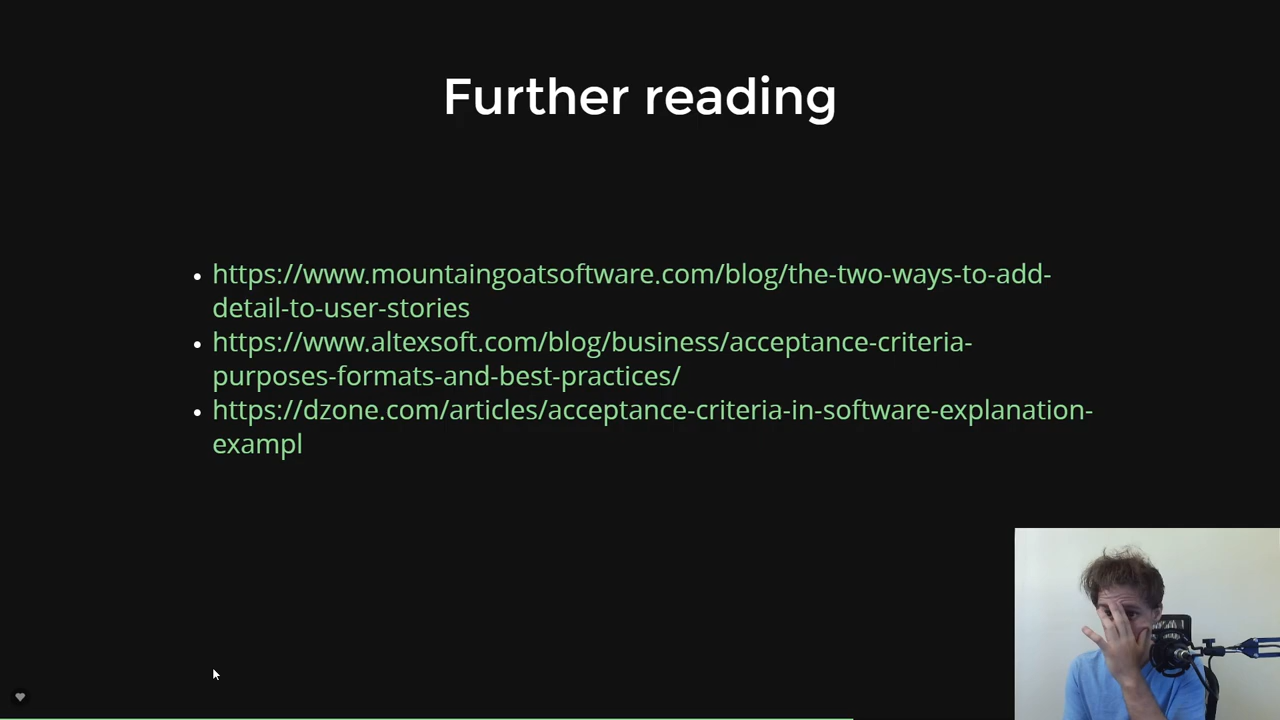 Further reading
https://www.mountaingoatsoftware.com/blog/the-two-ways-to-add-
detail-to-user-stories
https://www.altexsoft.com/blog/business/acceptance-criteria-
purposes-formats-and-best-practices/
https://dzone.com/articles/acceptance-criteria-in-software-explanation-
exampl